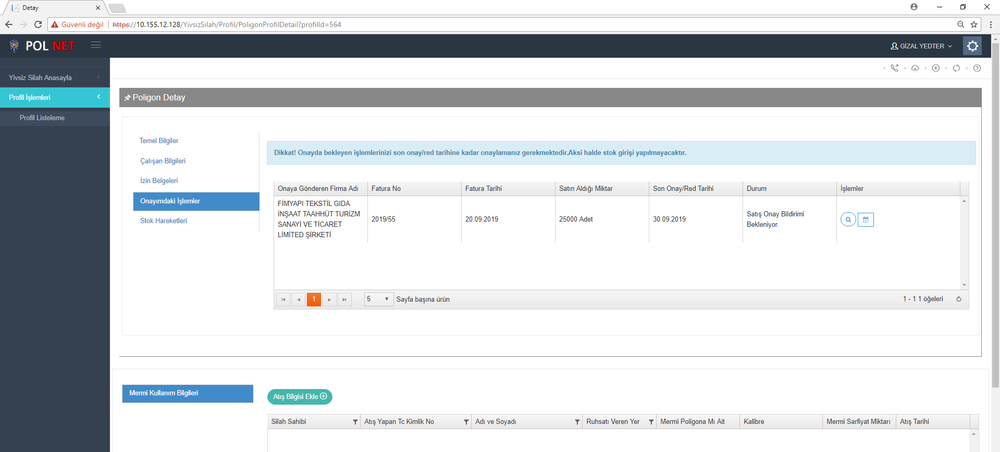 Detay
Güvenli değil https://10.155.12.128/YivsizSilah/Profil/PoligonProfilDetail?profilId=564
POL NET
GİZAL YEDTER
Yivsiz Silah Anasayfa
Profil İşlemleri
Profil Listeleme
Poligon Detay
Temel Bilgiler
Çalışan Bilgileri
İzin Belgeleri
Onayımdaki İşlemler
Stok Hareketleri
Dikkat! Onayda bekleyen işlemlerinizi son onay/red tarihine kadar onaylamanız gerekmektedir.Aksi halde stok girişi yapılmayacaktır.
Onaya Gönderen Firma Adı Fatura No Fatura Tarihi Satın Aldığı Miktar Son Onay/Red Tarihi Durum İşlemler
FİMYAPI TEKSTİL GIDA
İNŞAAT TAAHHÜT TURİZM
SANAYİ VE TİCARET
LİMİTED ŞİRKETİ
2019/55
20.09.2019
25000 Adet
30.09.2019
Satış Onay Bildirimi
Bekleniyor.
1 5 Sayfa başına ürün 1 - 1 1 öğeleri
Mermi Kullanım Bilgileri
Atış Bilgisi Ekle
Silah Sahibi Atış Yapan Tc Kimlik No Adı ve Soyadı Ruhsatı Veren Yer Mermi Poligona Mı Ait Kalibre Mermi Sarfiyat Miktarı Atış Tarihi